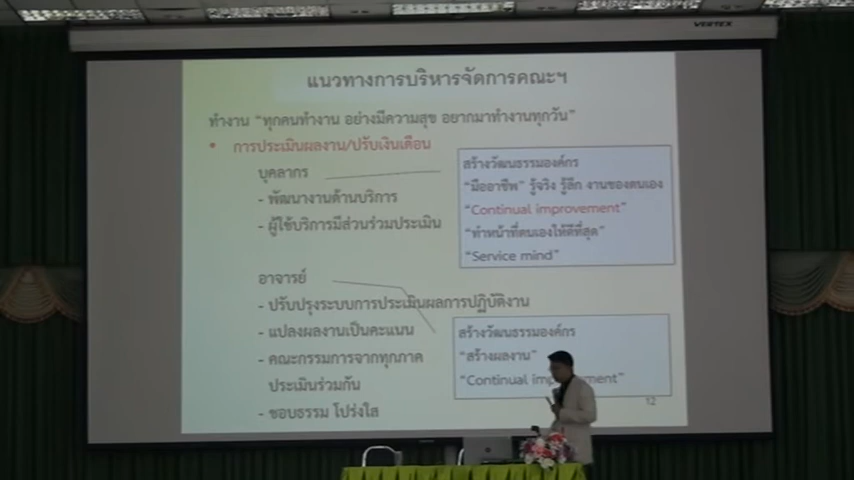 VERTEX
แนวทางการบริหารจัดการคณะฯ
ทำงาน “ทุกคนทำงาน อย่างมีความสุข อยากมาทำงานทุกวัน”
• การประเมินผลงาน/ปรับเงินเดือน
บุคลากร
- พัฒนางานด้านบริการ
- ผู้ใช้บริการมีส่วนร่วมประเมิน
สร้างวัฒนธรรมองค์กร
“มืออาชีพ” รู้จริง รู้ลึก งานของตนเอง
“Continual improvement”
“ทำหน้าที่ตนเองให้ดีที่สุด”
“Service mind”
อาจารย์
- ปรับปรุงระบบการประเมินผลการปฏิบัติงาน
- แปลงผลงานเป็นคะแนน
- คณะกรรมการจากทุกภาค
ประเมินร่วมกัน
- ชอบธรรม โปร่งใส
สร้างวัฒนธรรมองค์กร
“สร้างผลงาน”
“Continual ement”
12